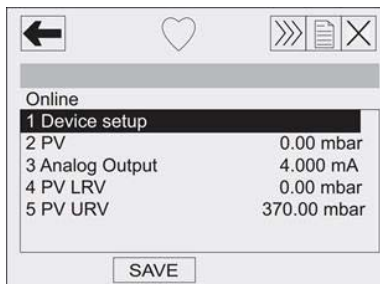 Online
1 Device setup
2 PV 0.00 mbar
3 Analog Output 4.000 mA
4 PV LRV 0.00 mbar
5 PV URV 370.00 mbar
SAVE